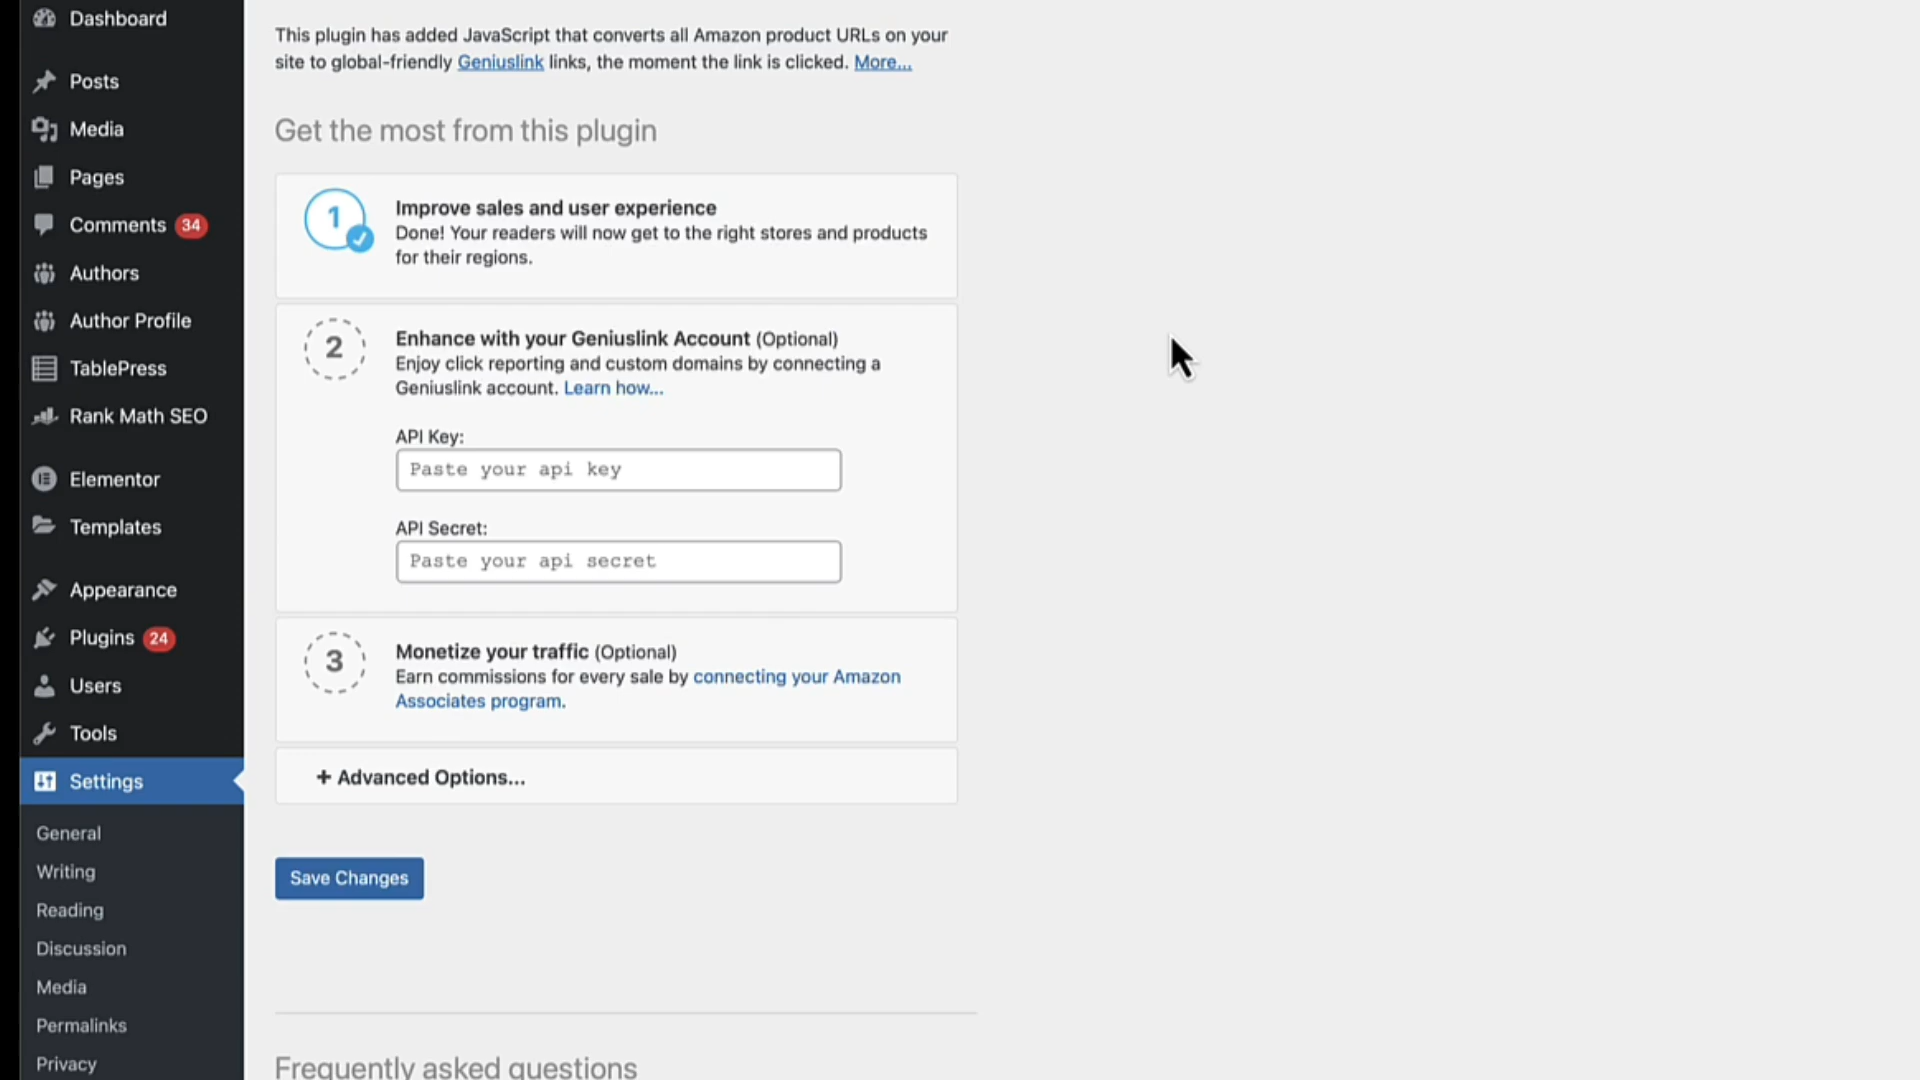 Dashboard
Posts
Media
Pages
Comments 34
Authors
Author Profile
TablePress
Rank Math SEO
Elementor
Templates
Appearance
Plugins 24
Users
Tools
Settings
General
Writing
Reading
Discussion
Media
Permalinks
Privacy
This plugin has added JavaScript that converts all Amazon product URLs on your
site to global-friendly Geniuslink links, the moment the link is clicked. More...
Get the most from this plugin
1
Improve sales and user experience
Done! Your readers will now get to the right stores and products
for their regions.
2
Enhance with your Geniuslink Account (Optional)
Enjoy click reporting and custom domains by connecting a
Geniuslink account. Learn how...
API Key:
Paste your api key
API Secret:
Paste your api secret
3
Monetize your traffic (Optional)
Earn commissions for every sale by connecting your Amazon
Associates program.
+ Advanced Options...
Save Changes
Frequently asked questions